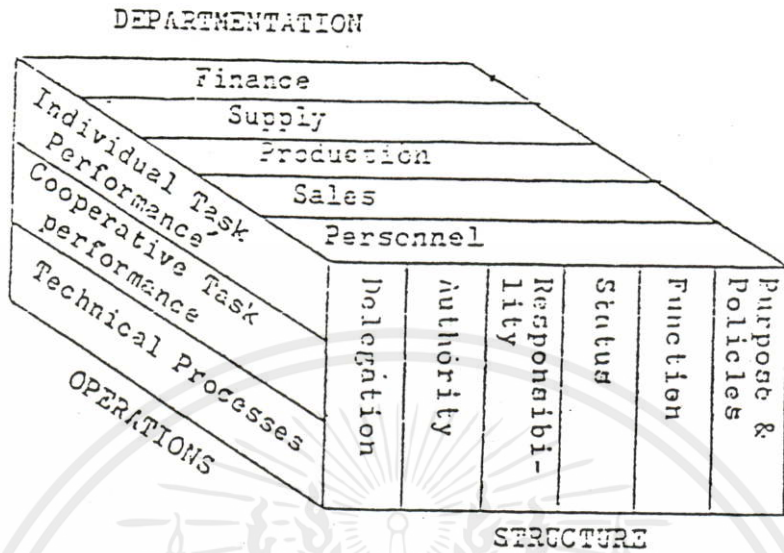 DEPARTMENTATION
Finance
Supply
Production
Sales
Personnel
Individual Task
Performance
Cooperative Task
performance
Technical Processes
OPERATIONS
Delegation
Authority
Responsibi-
lity
Status
Function
Purpost &
Policies
STRUCTURE